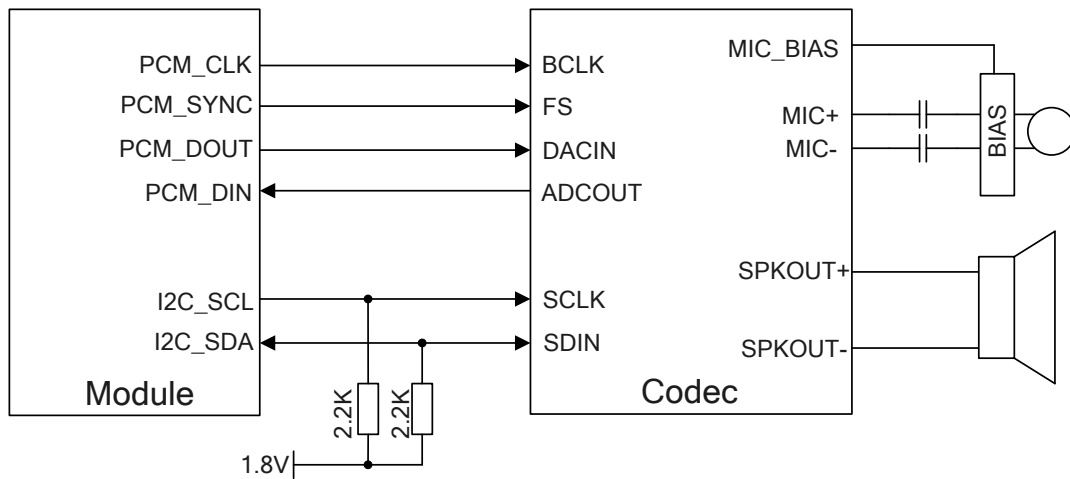 PCM_CLK
PCM_SYNC
PCM_DOUT
PCM_DIN
I2C_SCL
I2C_SDA
Module
BCLK
FS
DACIN
ADCOUT
SCLK
SDIN
Codec
MIC_BIAS
MIC+
MIC-
SPKOUT+
SPKOUT-
BIAS
2.2K
2.2K
1.8V